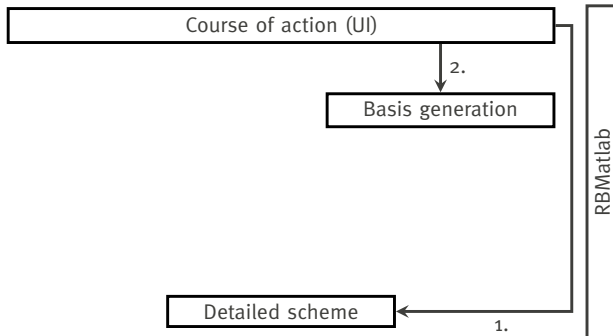 Course of action (UI)
2.
Basis generation
RBMatlab
Detailed scheme
1.